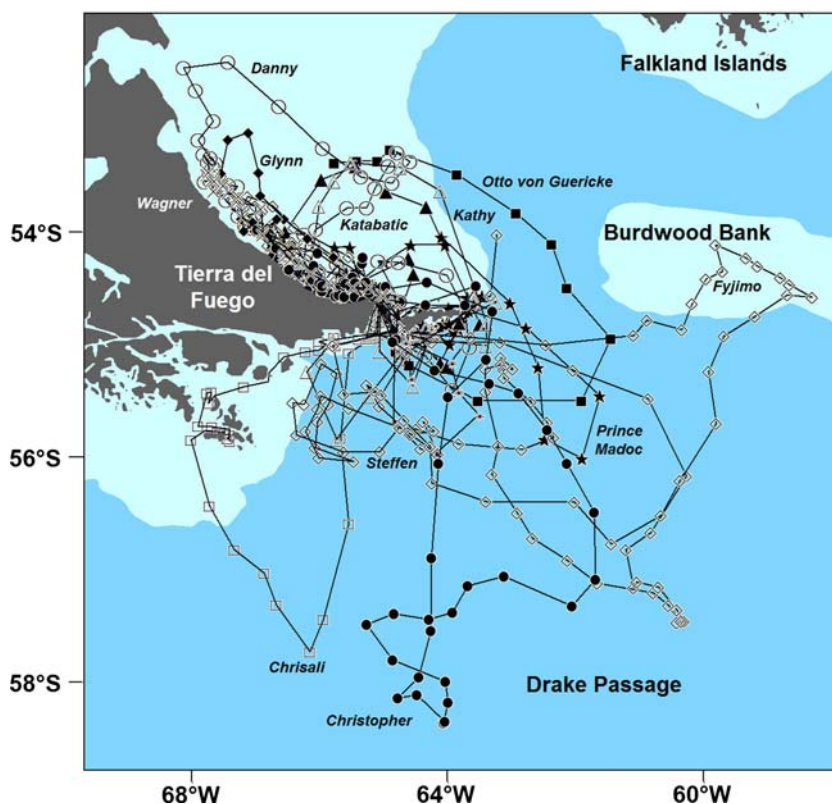 Falkland Islands
Danny
Glynn
Otto von Guericke
Wagner
Kathy
Katabatic
54°S
Burdwood Bank
Fyjimo
Tierra del
Fuego
Prince
Madoc
56°S
Steffen
Chrisali
58°S
Drake Passage
Christopher
68°W
64°W
60°W